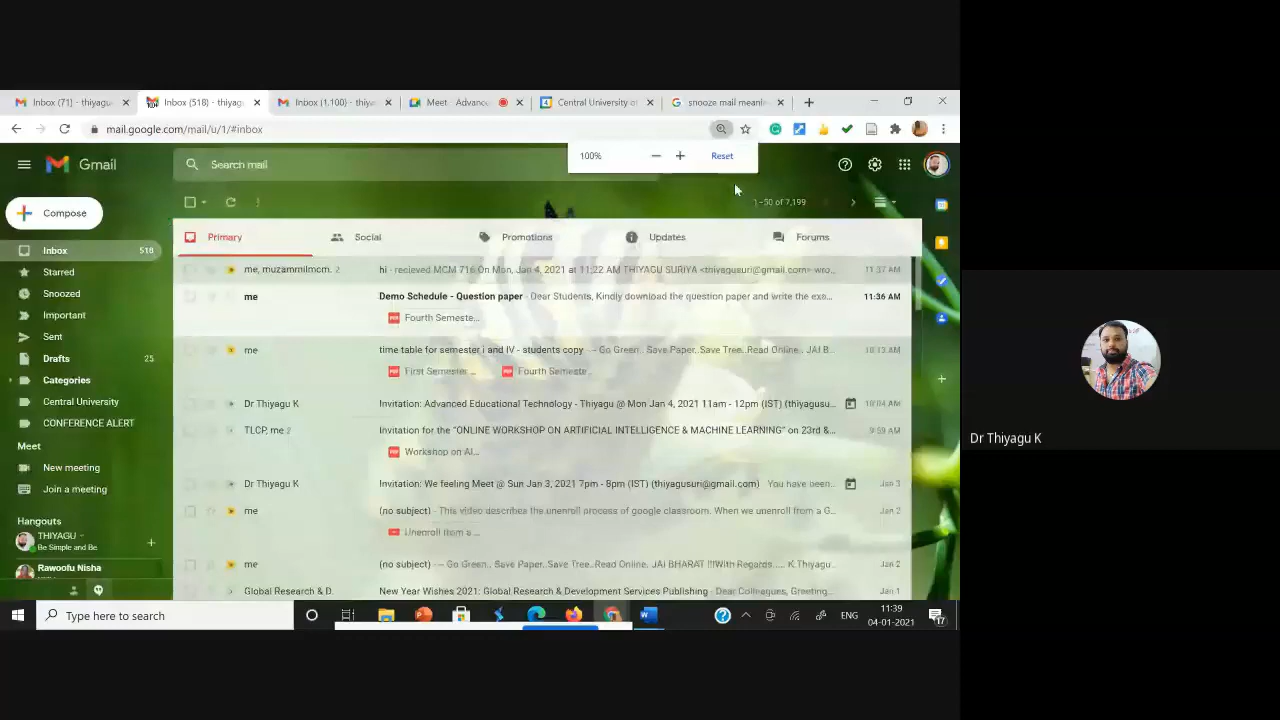 Inbox (71) - thiyagu
Inbox (518) - thiyag
Inbox (1,100) - thiya
Meet Advance
Central University of
snooze mail meanin
mail.google.com/mail/u/1/#inbox
100% Reset
Gmail
Search mail
Compose
1–50 of 7,199
Inbox 518
Starred
Snoozed
Important
Sent
Drafts 25
Categories
Central University
CONFERENCE ALERT
Meet
New meeting
Join a meeting
Hangouts
THIYAGU
Be Simple and Be
Rawoofu Nisha
Primary Social Promotions Updates Forums
me, muzammilmcm. 2 hi - recieved MCM 716 On Mon, Jan 4, 2021 at 11:22 AM THIYAGU SURIYA <thiyagusuri@gmail.com> wro... 11:37 AM
me Demo Schedule - Question paper - Dear Students, Kindly download the question paper and write the exa... 11:36 AM
PDF Fourth Semeste...
me time table for semester i and IV - students copy - -- Go Green.. Save Paper..Save Tree..Read Online.. JAI B... 10:13 AM
PDF First Semester ... PDF Fourth Semeste...
Dr Thiyagu K Invitation: Advanced Educational Technology - Thiyagu @ Mon Jan 4, 2021 11am - 12pm (IST) (thiyagusu... 10:04 AM
TLCP, me 2 Invitation for the “ONLINE WORKSHOP ON ARTIFICIAL INTELLIGENCE & MACHINE LEARNING” on 23rd &... 9:59 AM
PDF Workshop on AI...
Dr Thiyagu K Invitation: We feeling Meet @ Sun Jan 3, 2021 7pm - 8pm (IST) (thiyagusuri@gmail.com) You have been... Jan 3
me (no subject) - This video describes the unenroll process of google classroom. When we unenroll from a G... Jan 2
Unenroll from a ...
me (no subject) - -- Go Green.. Save Paper..Save Tree..Read Online.. JAI BHARAT !!!With Regards..... K.Thiyagu Jan 2
Global Research & D. New Year Wishes 2021: Global Research & Development Services Publishing - Dear Colleagues, Greeting... Jan 1
Type here to search
ENG
11:39
04-01-2021
17
Dr Thiyagu K